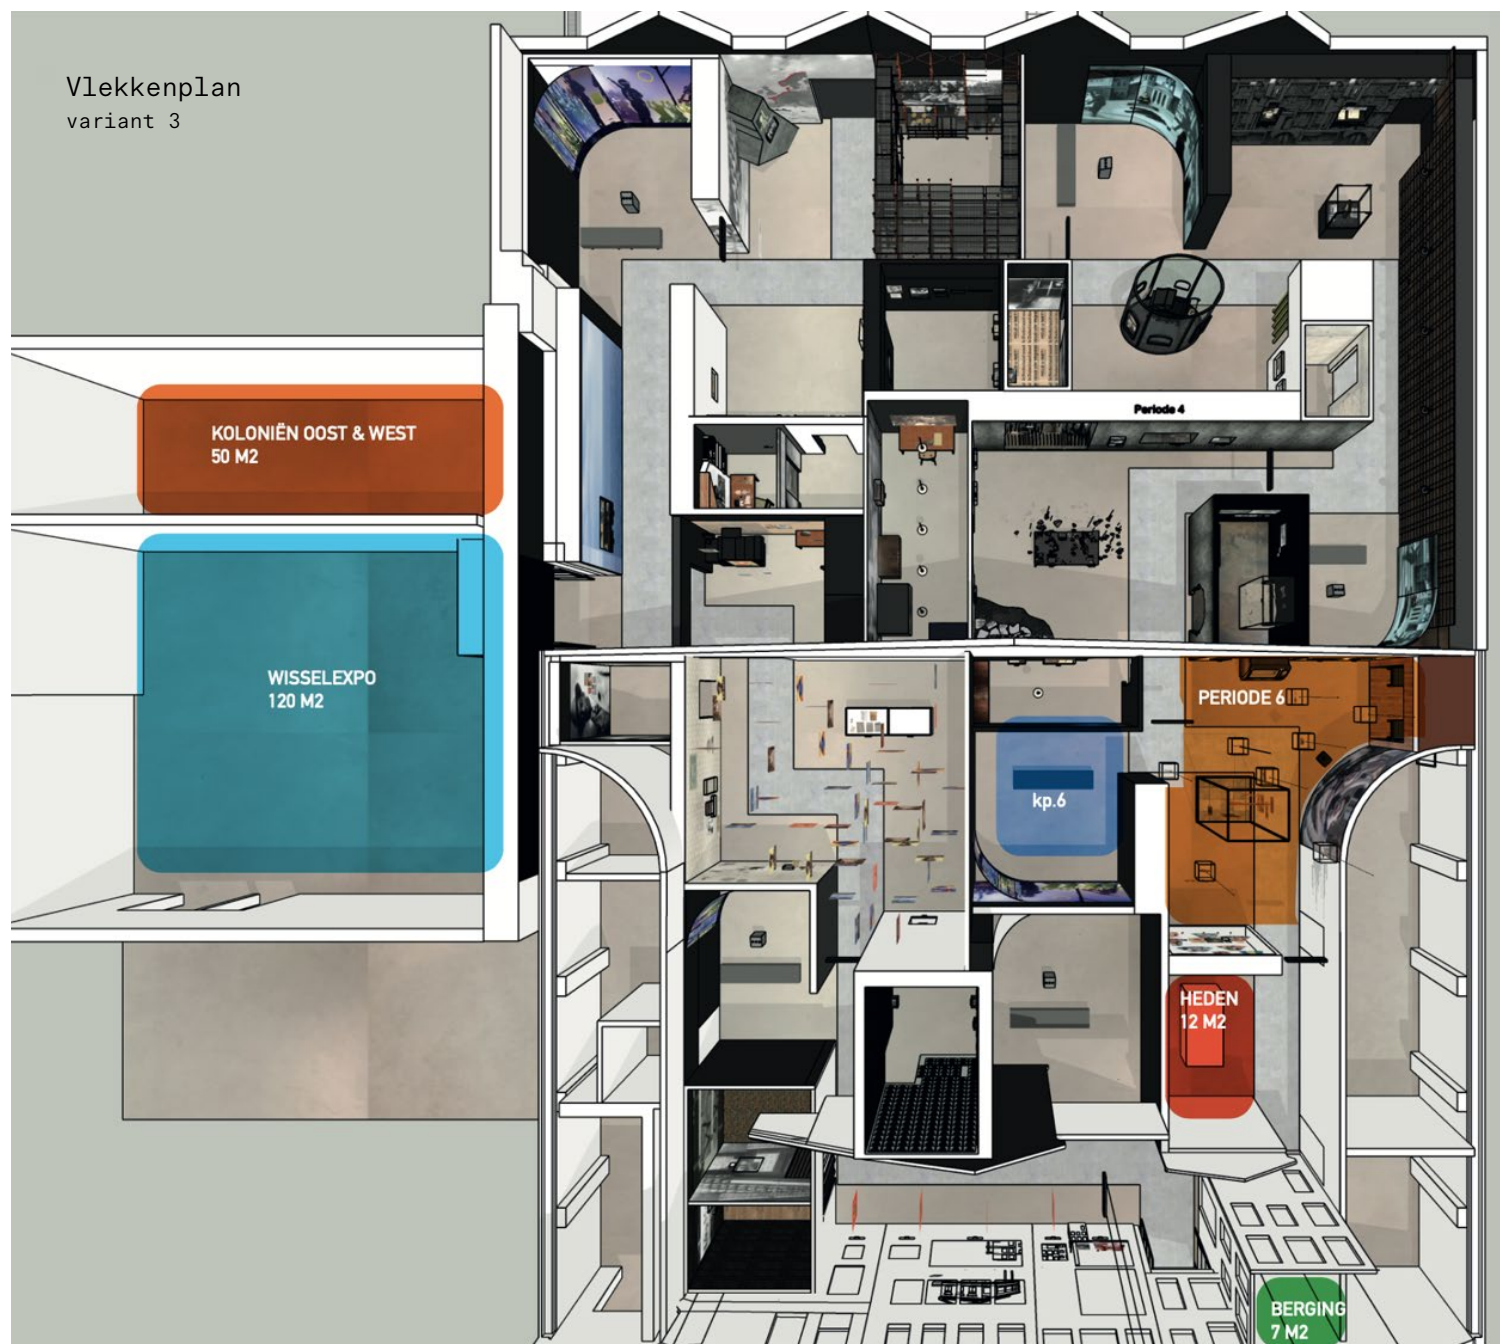 Vlekkenplan
variant 3
KOLONIËN OOST & WEST
50 M2
Periode 4
WISSELEXPO
120 M2
PERIODE 6
kp.6
HEDEN
12 M2
BERGING
7 M2